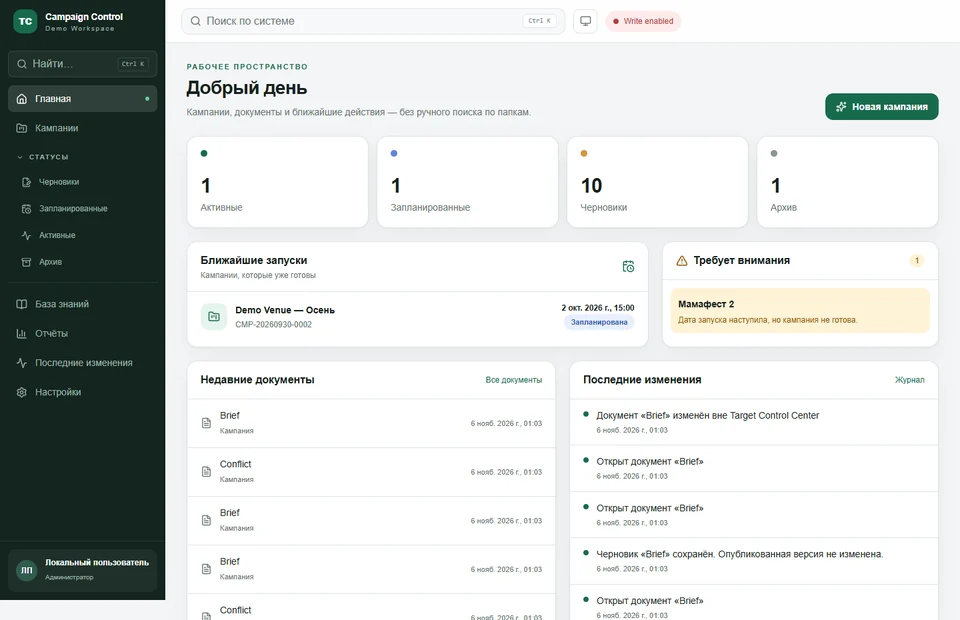 TC
Campaign Control
Demo Workspace
Найти…
Ctrl K
Главная
Кампании
СТАТУСЫ
Черновики
Запланированные
Активные
Архив
База знаний
Отчёты
Последние изменения
Настройки
ЛП
Локальный пользователь
Администратор
Поиск по системе
Ctrl K
Write enabled
РАБОЧЕЕ ПРОСТРАНСТВО
Добрый день
Кампании, документы и ближайшие действия — без ручного поиска по папкам.
Новая кампания
1
Активные
1
Запланированные
10
Черновики
1
Архив
Ближайшие запуски
Кампании, которые уже готовы
Demo Venue — Осень
CMP-20260930-0002
2 окт. 2026 г., 15:00
Запланирована
Требует внимания
1
Мамафест 2
Дата запуска наступила, но кампания не готова.
Недавние документы
Все документы
Brief
Кампания
6 нояб. 2026 г., 01:03
Conflict
Кампания
6 нояб. 2026 г., 01:03
Brief
Кампания
6 нояб. 2026 г., 01:03
Brief
Кампания
6 нояб. 2026 г., 01:03
Conflict
6 нояб. 2026 г., 01:03
Последние изменения
Журнал
Документ «Brief» изменён вне Target Control Center
6 нояб. 2026 г., 01:03
Открыт документ «Brief»
6 нояб. 2026 г., 01:03
Открыт документ «Brief»
6 нояб. 2026 г., 01:03
Черновик «Brief» сохранён. Опубликованная версия не изменена.
6 нояб. 2026 г., 01:03
Открыт документ «Brief»
6 нояб. 2026 г., 01:03